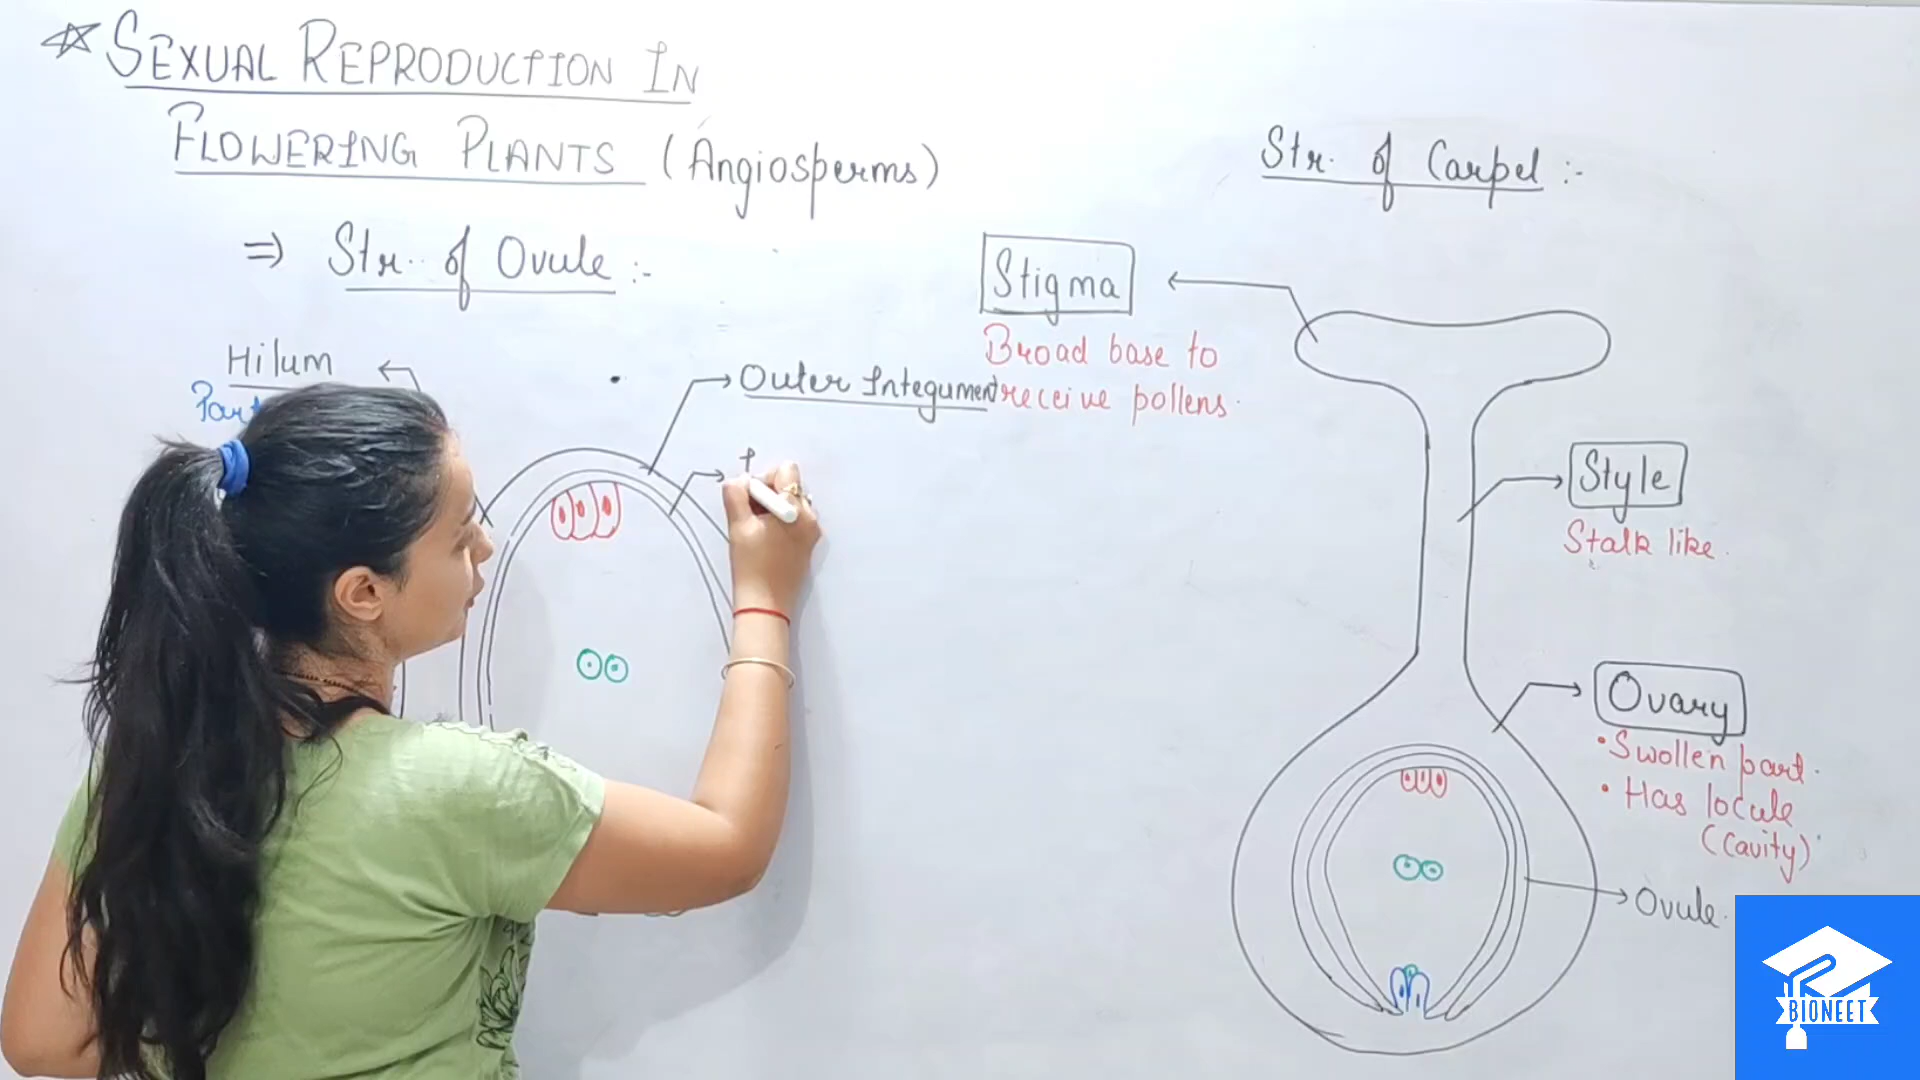 SEXUAL REPRODUCTION IN
FLOWERING PLANTS (Angiosperms)
⇒ Str. of Ovule :-
Hilum
Part
Outer Integument
Str. of Carpel :-
Stigma
Broad base to
receive pollens.
Style
Stalk like.
Ovary
• Swollen part.
• Has locule
(Cavity)
Ovule.
BIONEET